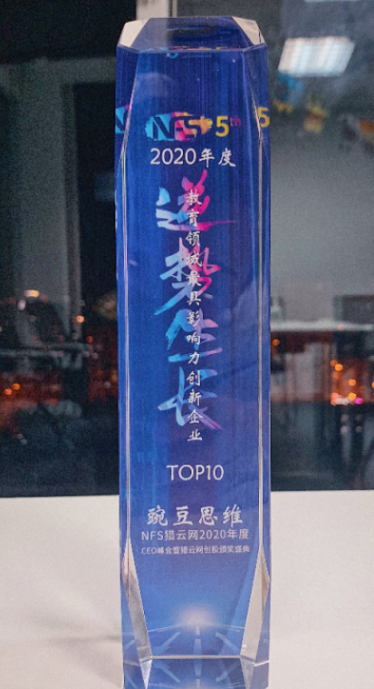 NFS 5th
2020年度
逆势生长
教育领域最具影响力创新企业
TOP10
豌豆思维
NFS猎云网2020年度
CEO峰会暨猎云网创投颁奖盛典